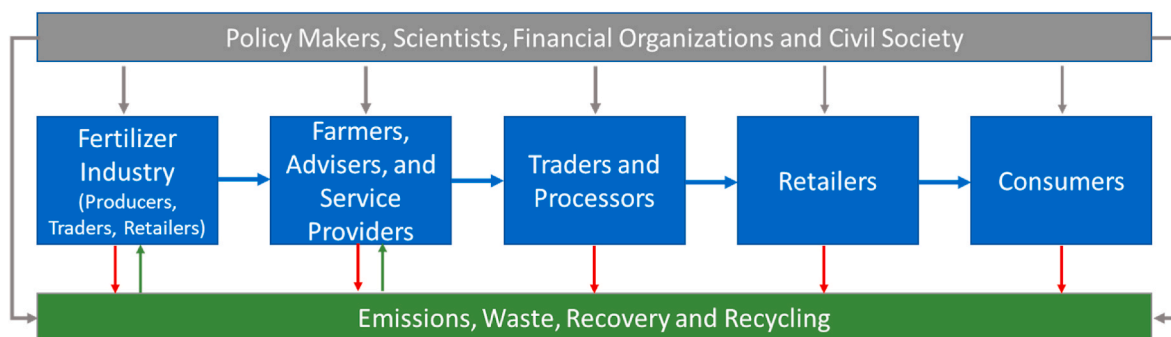 Policy Makers, Scientists, Financial Organizations and Civil Society
Fertilizer
Industry
(Producers,
Traders, Retailers)
Farmers,
Advisers, and
Service
Providers
Traders and
Processors
Retailers
Consumers
Emissions, Waste, Recovery and Recycling